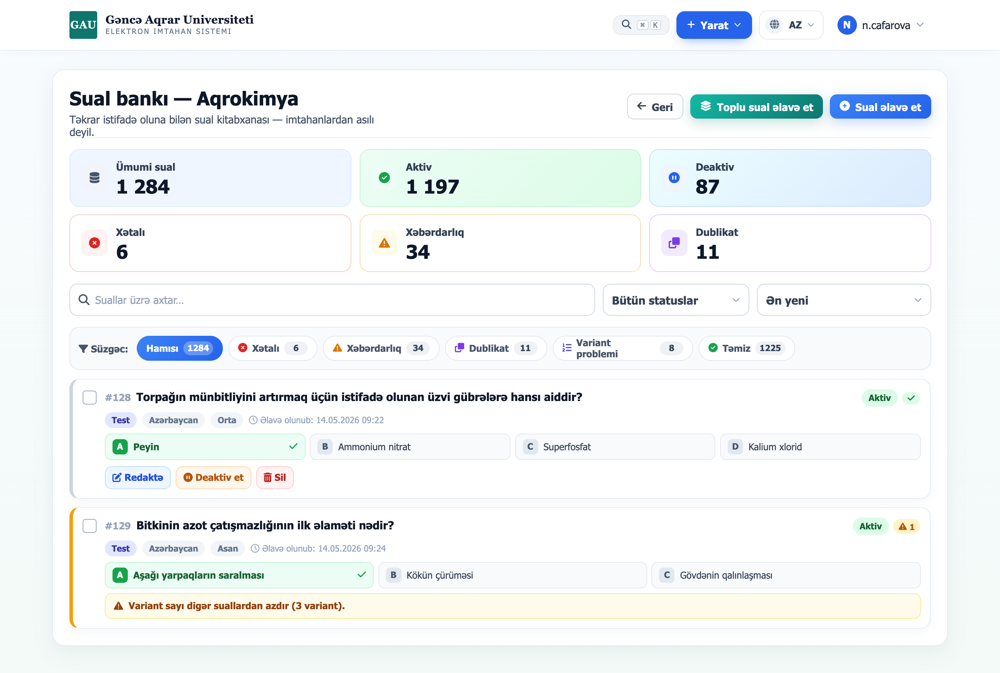 GAU
Gəncə Aqrar Universiteti
ELEKTRON IMTAHAN SISTEMI
⌘ K
+ Yarat
AZ
N n.cafarova
Sual bankı — Aqrokimya
Təkrar istifadə oluna bilən sual kitabxanası — imtahanlardan asılı
deyil.
← Geri
Toplu sual əlavə et
Sual əlavə et
Ümumi sual
1 284
Aktiv
1 197
Deaktiv
87
Xətalı
6
Xəbərdarlıq
34
Dublikat
11
Suallar üzrə axtar...
Bütün statuslar
Ən yeni
Süzgəc:
Hamısı 1284
Xətalı 6
Xəbərdarlıq 34
Dublikat 11
Variant
problemi
8
Təmiz 1225
#128 Torpağın münbitliyini artırmaq üçün istifadə olunan üzvi gübrələrə hansı aiddir?
Aktiv
Test Azərbaycan Orta Əlavə olunub: 14.05.2026 09:22
A Peyin
B Ammonium nitrat
C Superfosfat
D Kalium xlorid
Redaktə
Deaktiv et
Sil
#129 Bitkinin azot çatışmazlığının ilk əlaməti nədir?
Aktiv
1
Test Azərbaycan Asan Əlavə olunub: 14.05.2026 09:24
A Aşağı yarpaqların saralması
B Kökün çürüməsi
C Gövdənin qalınlaşması
Variant sayı digər suallardan azdır (3 variant).